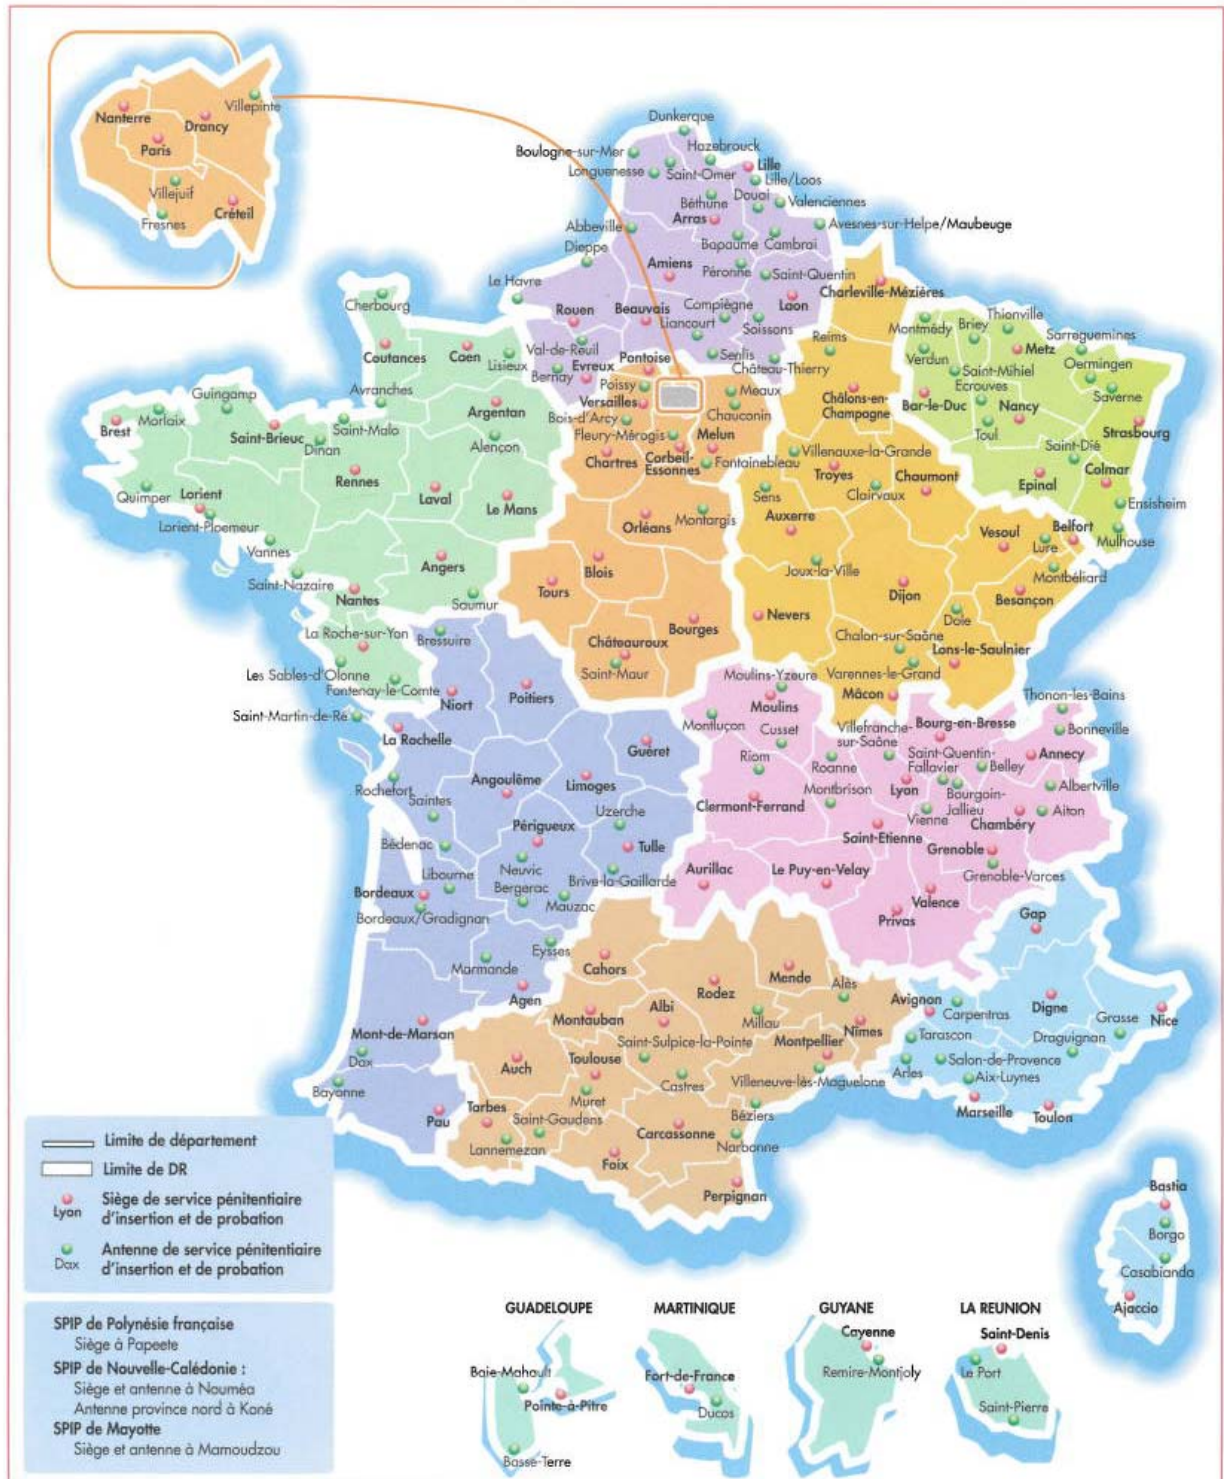 Villepinte
Nanterre
Drancy
Paris
Villejuif
Créteil
Fresnes
Dunkerque
Hazebrouck
Boulogne-sur-Mer
Lille
Longuenesse
Saint-Omer
Lille/Loos
Béthune
Douai
Valenciennes
Arras
Abbeville
Avesnes-sur-Helpe/Maubeuge
Bapaume
Cambrai
Dieppe
Amiens
Péronne
Saint-Quentin
Le Havre
Charleville-Mézières
Cherbourg
Rouen
Beauvais
Compiègne
Laon
Liancourt
Soissons
Montmédy
Briey
Thionville
Sarreguemines
Coutances
Caen
Lisieux
Val-de-Reuil
Pontoise
Senlis
Reims
Verdun
Metz
Oermingen
Bernay
Evreux
Château-Thierry
Saint-Mihiel
Avranches
Poissy
Meaux
Ecrouves
Saverne
Guingamp
Argentan
Versailles
Chauconin
Châlons-en-
Champagne
Bar-le-Duc
Nancy
Morlaix
Bois-d'Arcy
Brest
Saint-Brieuc
Saint-Malo
Fleury-Mérogis
Melun
Toul
Strasbourg
Dinan
Alençon
Villenauxe-la-Grande
Saint-Dié
Chartres
Corbeil-
Essonnes
Fontainebleau
Troyes
Chaumont
Colmar
Rennes
Epinal
Quimper
Lorient
Laval
Le Mans
Sens
Clairvaux
Ensisheim
Lorient-Ploemeur
Orléans
Montargis
Auxerre
Vesoul
Belfort
Vannes
Lure
Mulhouse
Angers
Blois
Joux-la-Ville
Montbéliard
Saint-Nazaire
Tours
Dijon
Besançon
Nantes
Saumur
Nevers
Dole
La Roche-sur-Yon
Bressuire
Châteauroux
Bourges
Chalon-sur-Saône
Lons-le-Saulnier
Les Sables-d'Olonne
Saint-Maur
Moulins-Yzeure
Varennes-le-Grand
Fontenay-le-Comte
Poitiers
Mâcon
Thonon-les-Bains
Niort
Moulins
Saint-Martin-de-Ré
Montluçon
Villefranche-
sur-Saône
Bourg-en-Bresse
Bonneville
La Rochelle
Guéret
Cusset
Riom
Roanne
Saint-Quentin-
Fallavier
Belley
Annecy
Angoulême
Limoges
Rochefort
Montbrison
Lyon
Albertville
Saintes
Clermont-Ferrand
Bourgoin-
Jallieu
Uzerche
Vienne
Aiton
Périgueux
Chambéry
Saint-Etienne
Bédenac
Tulle
Grenoble
Libourne
Neuvic
Aurillac
Le Puy-en-Velay
Grenoble-Varces
Bergerac
Brive-la-Gaillarde
Bordeaux
Valence
Mauzac
Bordeaux/Gradignan
Privas
Gap
Eysses
Marmande
Cahors
Mende
Rodez
Alès
Agen
Avignon
Digne
Albi
Carpentras
Grasse
Nice
Montauban
Millau
Nîmes
Mont-de-Marsan
Tarascon
Draguignan
Saint-Sulpice-la-Pointe
Montpellier
Dax
Toulouse
Salon-de-Provence
Auch
Arles
Aix-Luynes
Castres
Villeneuve-lès-Maguelone
Bayonne
Muret
Tarbes
Marseille
Toulon
Pau
Saint-Gaudens
Béziers
Carcassonne
Lannemezan
Narbonne
Foix
Perpignan
Bastia
Borgo
Casabianda
Ajaccio
Limite de département
Limite de DR
Lyon
Siège de service pénitentiaire
d'insertion et de probation
Dax
Antenne de service pénitentiaire
d'insertion et de probation
SPIP de Polynésie française
Siège à Papeete
SPIP de Nouvelle-Calédonie :
Siège et antenne à Nouméa
Antenne province nord à Koné
SPIP de Mayotte
Siège et antenne à Mamoudzou
GUADELOUPE
Baie-Mahault
Pointe-à-Pitre
Basse-Terre
MARTINIQUE
Fort-de-France
Ducos
GUYANE
Cayenne
Remire-Montjoly
LA REUNION
Saint-Denis
Le Port
Saint-Pierre